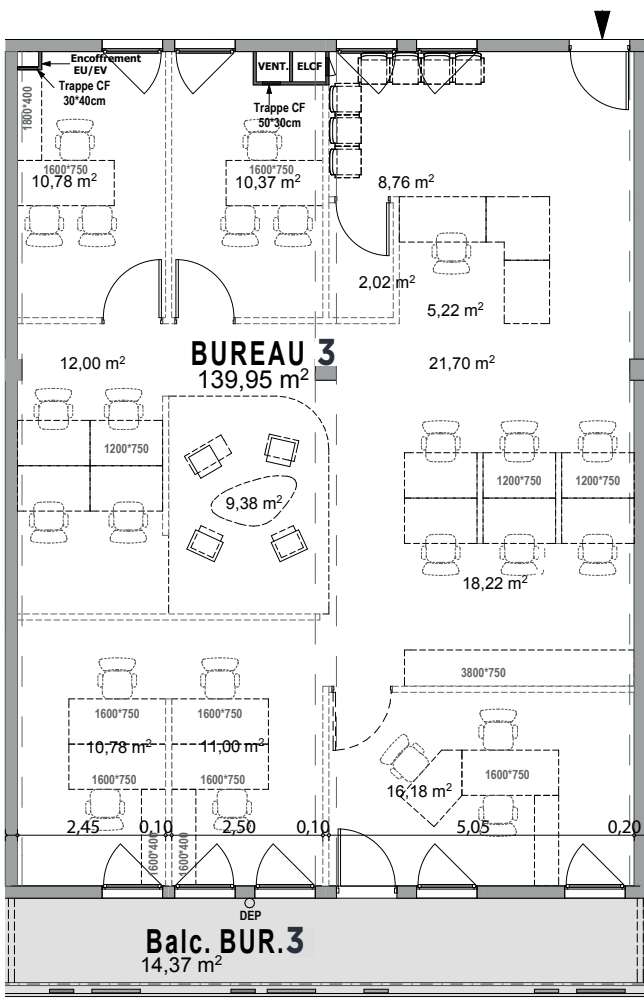 Encoffrement
EU/EV
Trappe CF
30*40cm
VENT.
ELCF
Trappe CF
50*30cm
1800*400
1600*750
10,78 m²
1600*750
10,37 m²
8,76 m²
2,02 m²
5,22 m²
12,00 m²
BUREAU 3
139,95 m²
21,70 m²
1200*750
1200*750
1200*750
9,38 m²
18,22 m²
3800*750
1600*750
1600*750
10,78 m²
11,00 m²
1600*750
1600*750
1600*750
16,18 m²
2,45
0,10
2,50
0,10
5,05
0,20
1600*400
1600*400
DEP
Balc. BUR.3
14,37 m²